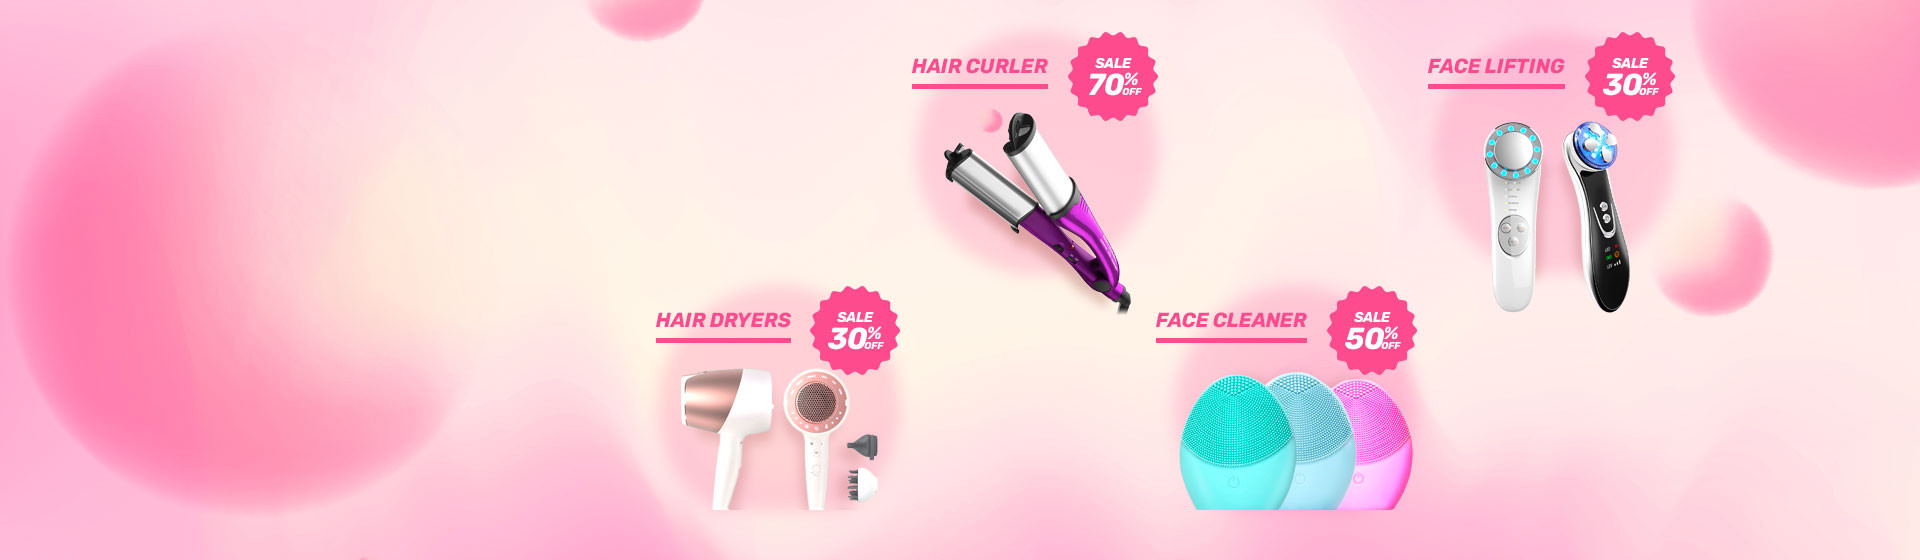 HAIR CURLER
SALE
70% OFF
FACE LIFTING
SALE
30% OFF
HAIR DRYERS
SALE
30% OFF
FACE CLEANER
SALE
50% OFF